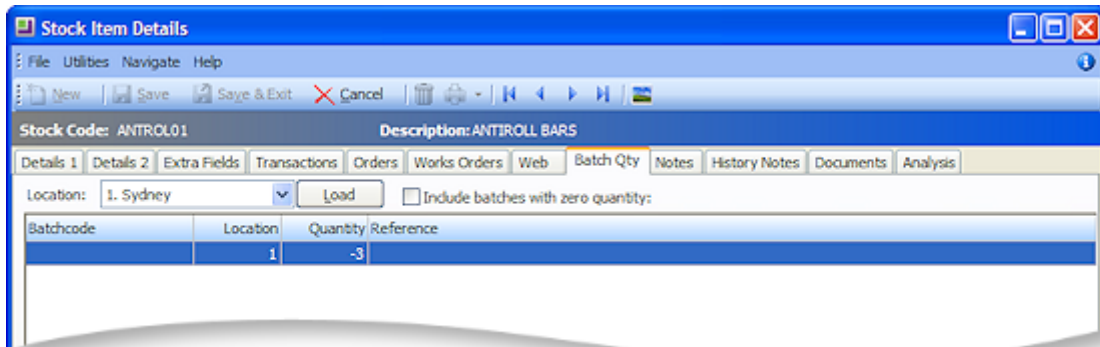 Stock Item Details
File Utilities Navigate Help
New Save Save & Exit Cancel
Stock Code: ANTROL01 Description: ANTIROLL BARS
Details 1 Details 2 Extra Fields Transactions Orders Works Orders Web Batch Qty Notes History Notes Documents Analysis
Location: 1. Sydney Load Include batches with zero quantity:
Batchcode Location Quantity Reference
1 -3